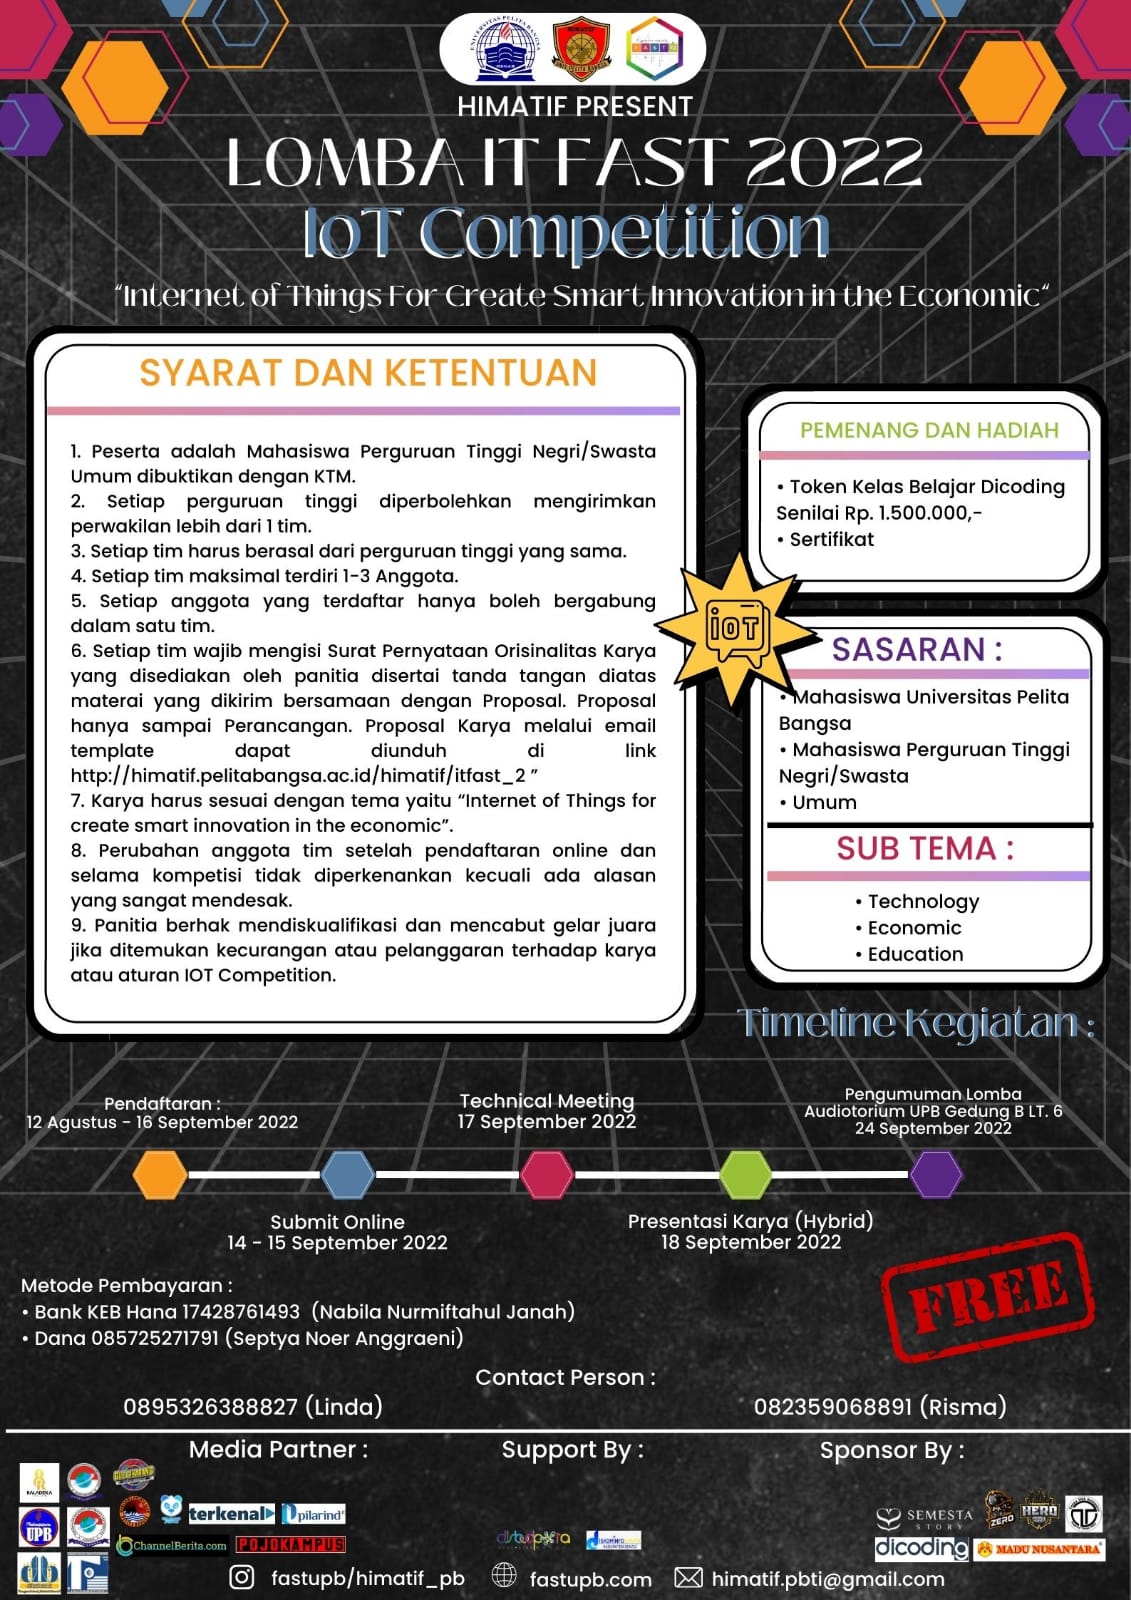 UNIVERSITAS PELITA BANGSA
HIMATIF
FASTO
HIMATIF PRESENT
LOMBA IT FAST 2022
IoT Competition
"Internet of Things For Create Smart Innovation in the Economic"
SYARAT DAN KETENTUAN
1. Peserta adalah Mahasiswa Perguruan Tinggi Negri/Swasta
Umum dibuktikan dengan KTM.
2. Setiap perguruan tinggi diperbolehkan mengirimkan
perwakilan lebih dari 1 tim.
3. Setiap tim harus berasal dari perguruan tinggi yang sama.
4. Setiap tim maksimal terdiri 1-3 Anggota.
5. Setiap anggota yang terdaftar hanya boleh bergabung
dalam satu tim.
6. Setiap tim wajib mengisi Surat Pernyataan Orisinalitas Karya
yang disediakan oleh panitia disertai tanda tangan diatas
materai yang dikirim bersamaan dengan Proposal. Proposal
hanya sampai Perancangan. Proposal Karya melalui email
template dapat diunduh di link
http://himatif.pelitabangsa.ac.id/himatif/itfast_2 "
7. Karya harus sesuai dengan tema yaitu "Internet of Things for
create smart innovation in the economic".
8. Perubahan anggota tim setelah pendaftaran online dan
selama kompetisi tidak diperkenankan kecuali ada alasan
yang sangat mendesak.
9. Panitia berhak mendiskualifikasi dan mencabut gelar juara
jika ditemukan kecurangan atau pelanggaran terhadap karya
atau aturan IOT Competition.
PEMENANG DAN HADIAH
• Token Kelas Belajar Dicoding
Senilai Rp. 1.500.000,-
• Sertifikat
iOT
SASARAN :
• Mahasiswa Universitas Pelita
Bangsa
• Mahasiswa Perguruan Tinggi
Negri/Swasta
• Umum
SUB TEMA :
• Technology
• Economic
• Education
Timeline Kegiatan :
Pendaftaran :
12 Agustus - 16 September 2022
Technical Meeting
17 September 2022
Pengumuman Lomba
Audiotorium UPB Gedung B LT. 6
24 September 2022
Submit Online
14 - 15 September 2022
Presentasi Karya (Hybrid)
18 September 2022
FREE
Metode Pembayaran :
• Bank KEB Hana 17428761493 (Nabila Nurmiftahul Janah)
• Dana 085725271791 (Septya Noer Anggraeni)
Contact Person :
0895326388827 (Linda)
082359068891 (Risma)
Media Partner :
Support By :
Sponsor By :
BALADEKA
UPB
terkenal
pilarind
ChannelBerita.com
POJOKAMPUS
SEMESTA
STORY
ZERO
HERO
dicoding
MADU NUSANTARA
fastupb/himatif_pb
fastupb.com
himatif.pbti@gmail.com